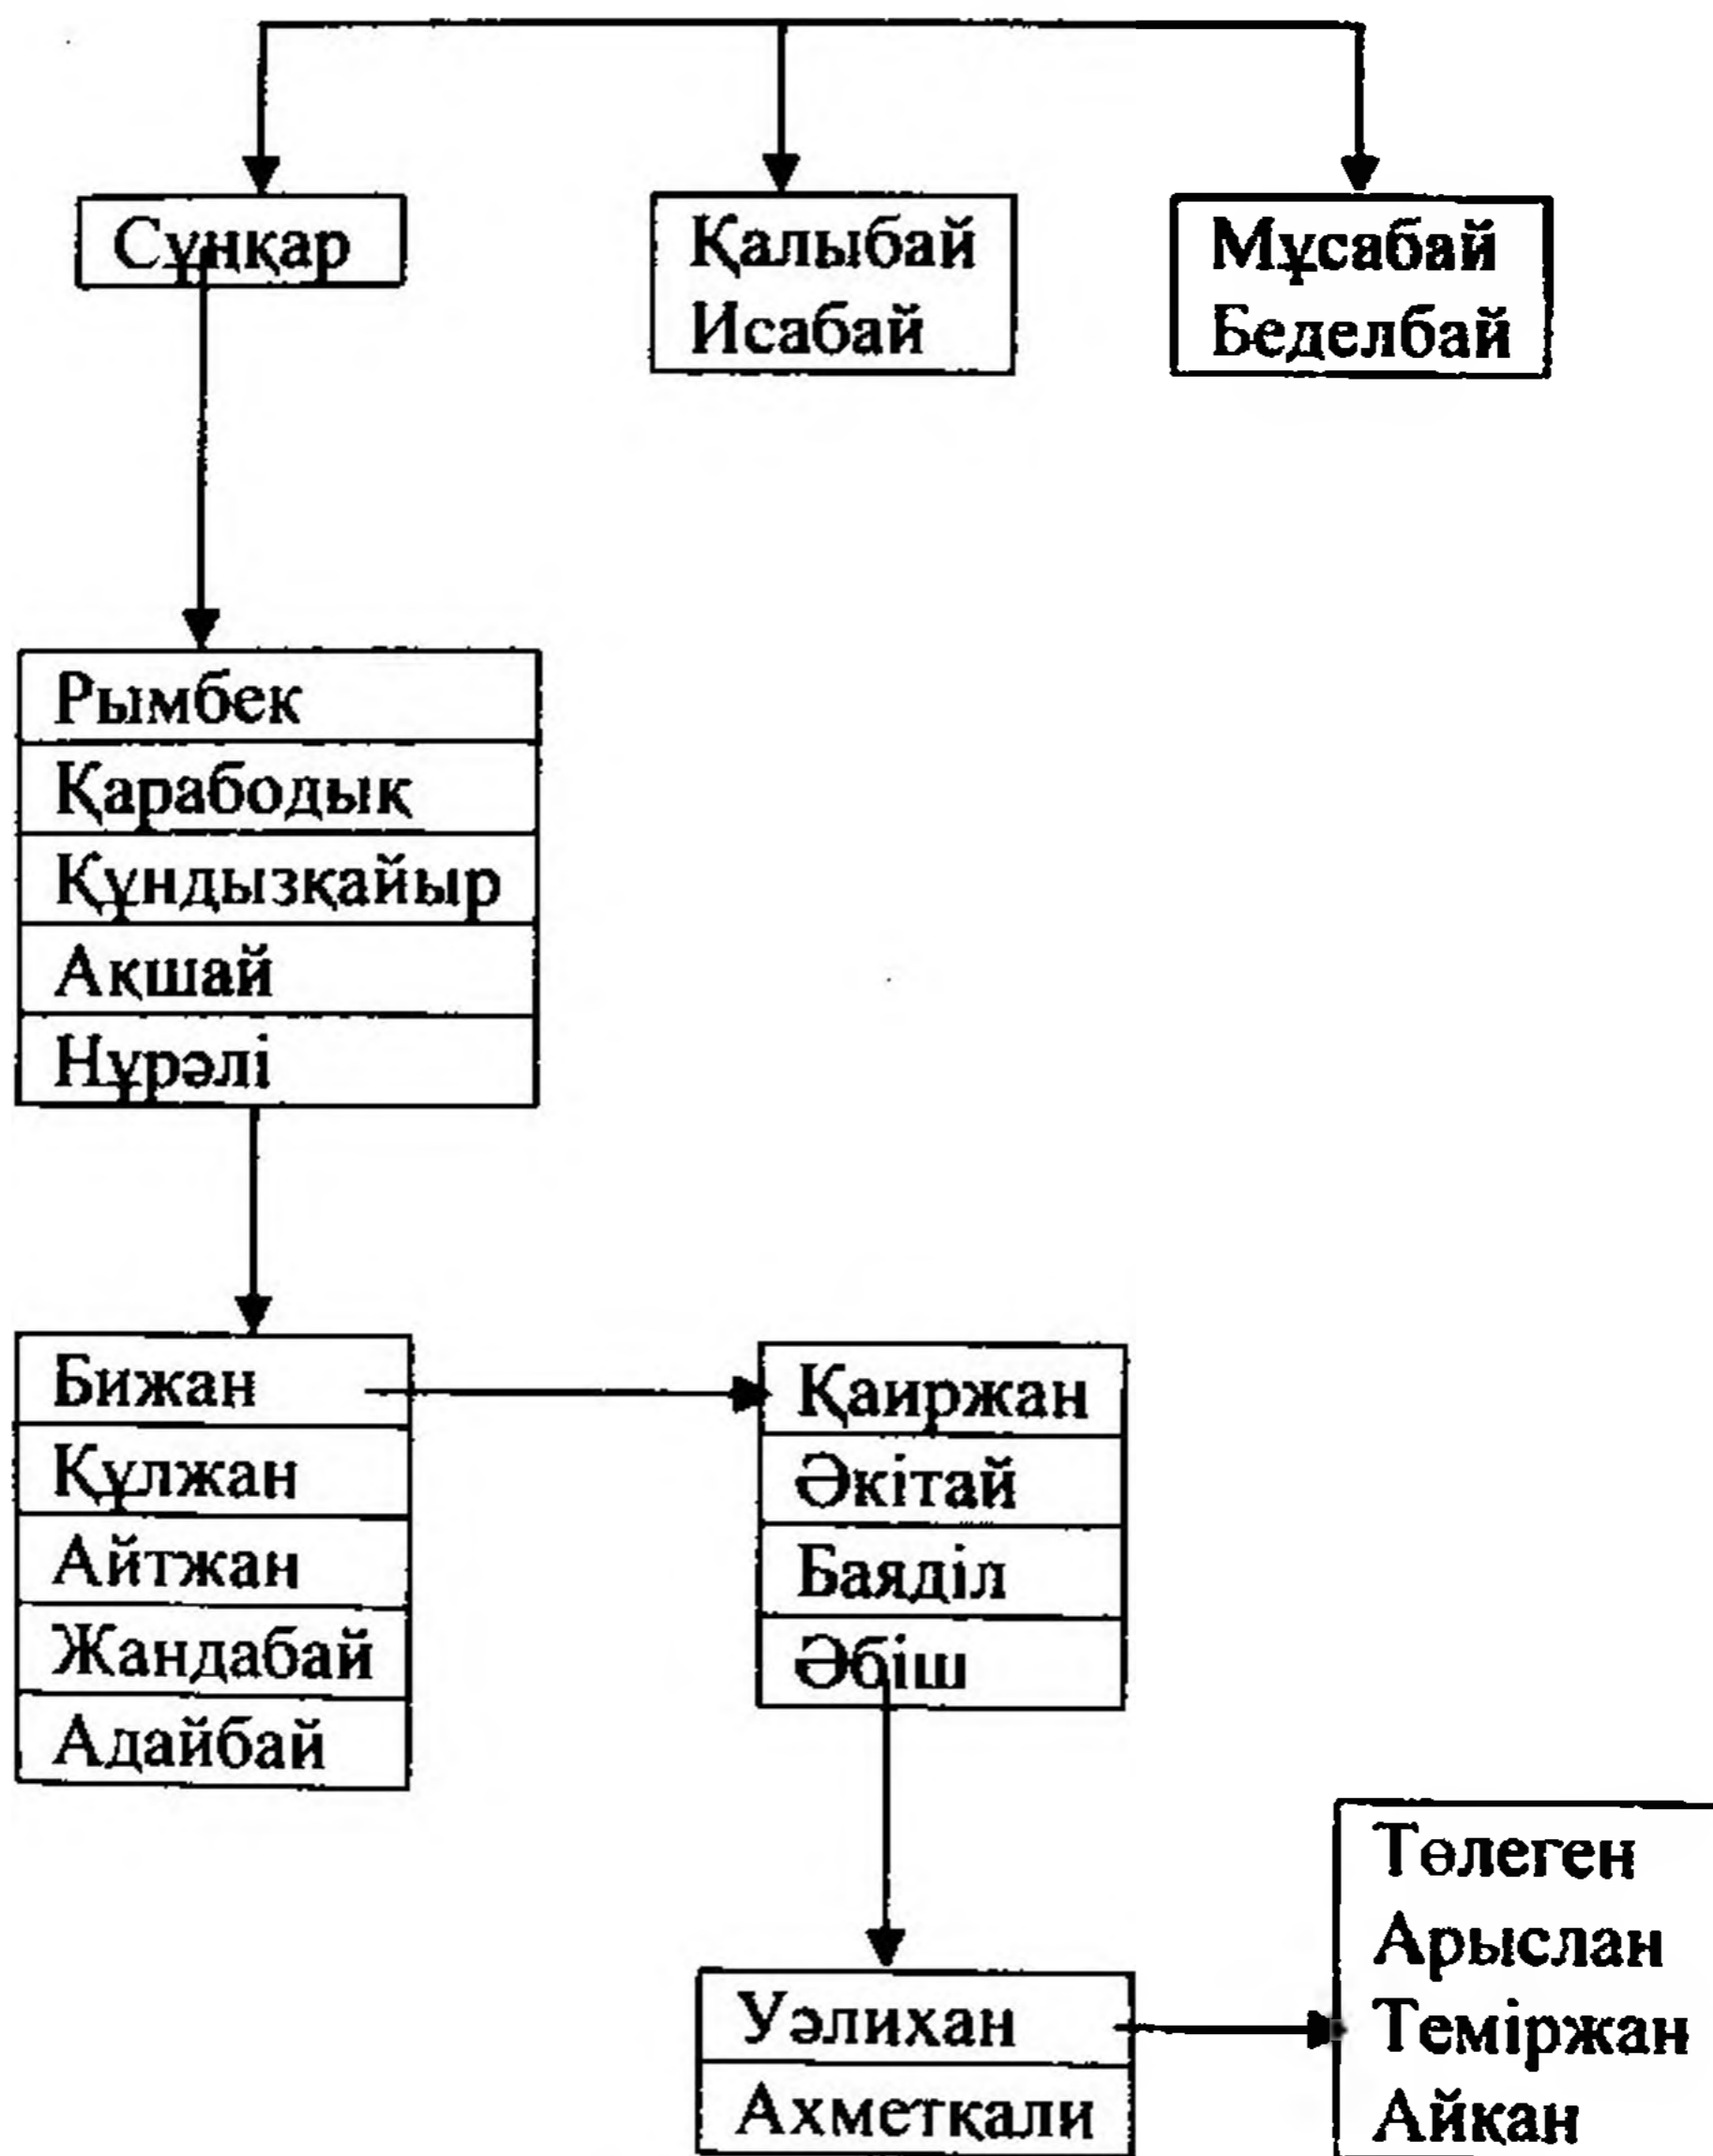 Сұңқар
Қалыбай
Исабай
Мұсабай
Беделбай
Рымбек
Қарабодық
Құндызқайыр
Ақшай
Нұрәлі
Бижан
Құлжан
Айтжан
Жандабай
Адайбай
Қаиржан
Әкітай
Баяділ
Әбіш
Уәлихан
Ахметқали
Төлеген
Арыслан
Теміржан
Айқан